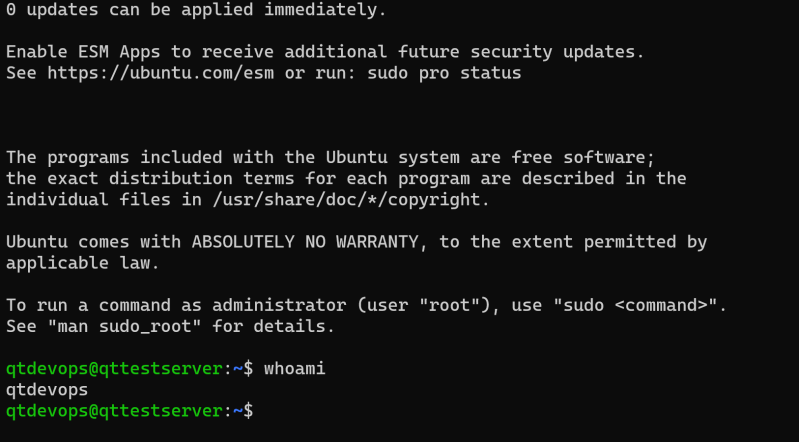 0 updates can be applied immediately.
Enable ESM Apps to receive additional future security updates.
See https://ubuntu.com/esm or run: sudo pro status
The programs included with the Ubuntu system are free software;
the exact distribution terms for each program are described in the
individual files in /usr/share/doc/*/copyright.
Ubuntu comes with ABSOLUTELY NO WARRANTY, to the extent permitted by
applicable law.
To run a command as administrator (user "root"), use "sudo <command>".
See "man sudo_root" for details.
qtdevops@qttestserver:~$ whoami
qtdevops
qtdevops@qttestserver:~$